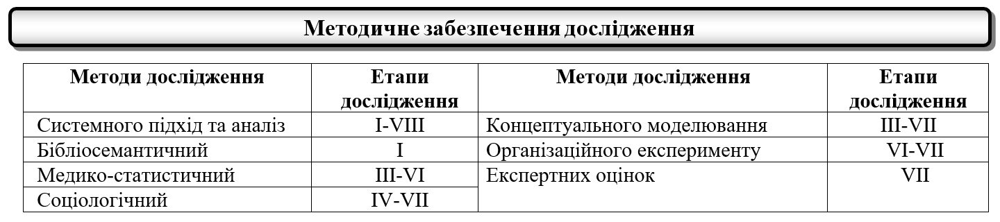 Методичне забезпечення дослідження
Методи дослідження Етапи дослідження Методи дослідження Етапи дослідження
Системного підхід та аналіз I-VIII Концептуального моделювання III-VII
Бібліосемантичний I Організаційного експерименту VI-VII
Медико-статистичний III-VI Експертних оцінок VII
Соціологічний IV-VII